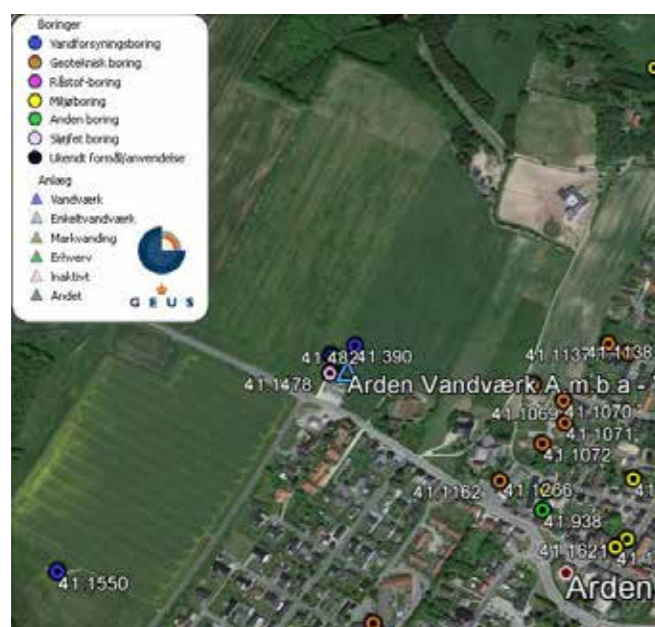 Boringer
Vandforsyningsboring
Geoteknisk boring
Råstof-boring
Miljøboring
Anden boring
Sløjfet boring
Ukendt formål/anvendelse
Anlæg
Vandværk
Enkeltvandværk
Markvanding
Erhverv
Inaktivt
Andet
G E U S
41.482
41.390
41.1137
41.1138
41.1478
Arden Vandværk A.m.b.a -
41.1069
41.1070
41.1071
41.1072
41.1162
41.1266
41.938
41.1621
41.1550
Arden